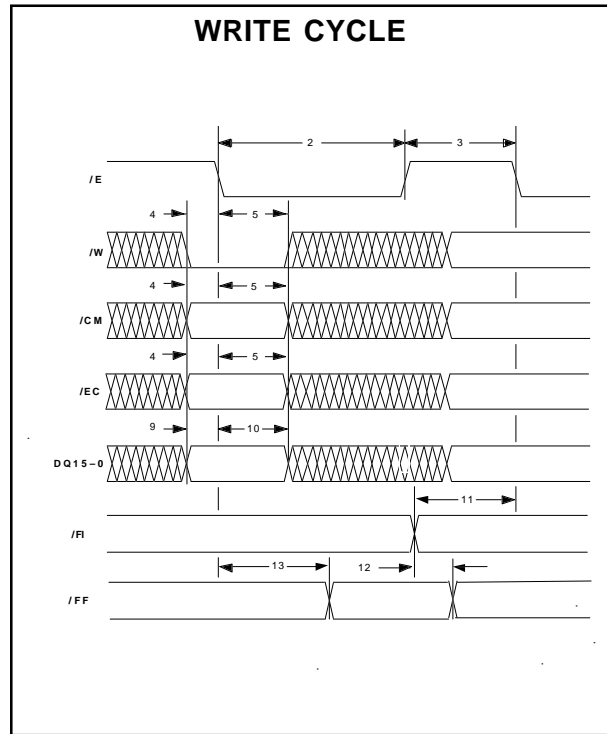 WRITE CYCLE
2 3
/E
4 5
/W
4 5
/CM
4 5
/EC
9 10
DQ15–0
11
/FI
13 12
/FF